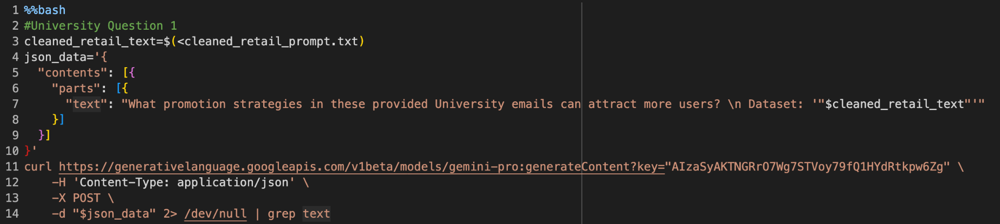 1 %%bash
2 #University Question 1
3 cleaned_retail_text=$(<cleaned_retail_prompt.txt)
4 json_data='{
5   "contents": [{
6     "parts": [{
7       "text": "What promotion strategies in these provided University emails can attract more users? \n Dataset: '"$cleaned_retail_text"'"
8     }]
9   }]
10 }'
11 curl https://generativelanguage.googleapis.com/v1beta/models/gemini-pro:generateContent?key="AIzaSyAKTNGRrO7Wg7STVoy79fQ1HYdRtkpw6Zg" \
12     -H 'Content-Type: application/json' \
13     -X POST \
14     -d "$json_data" 2> /dev/null | grep text